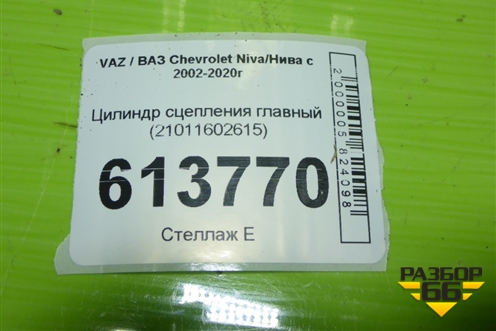 VAZ / ВАЗ Chevrolet Niva/Нива с
2002-2020г
Цилиндр сцепления главный
(21011602615)
613770
Стеллаж Е
2000005824098
РАЗБОР
66